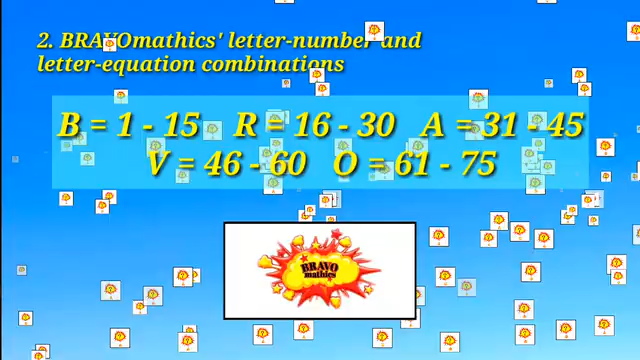 2. BRAVOmathics' letter-number and
letter-equation combinations
B = 1 - 15 R = 16 - 30 A = 31 - 45
V = 46 - 60 O = 61 - 75
BRAVO
mathics